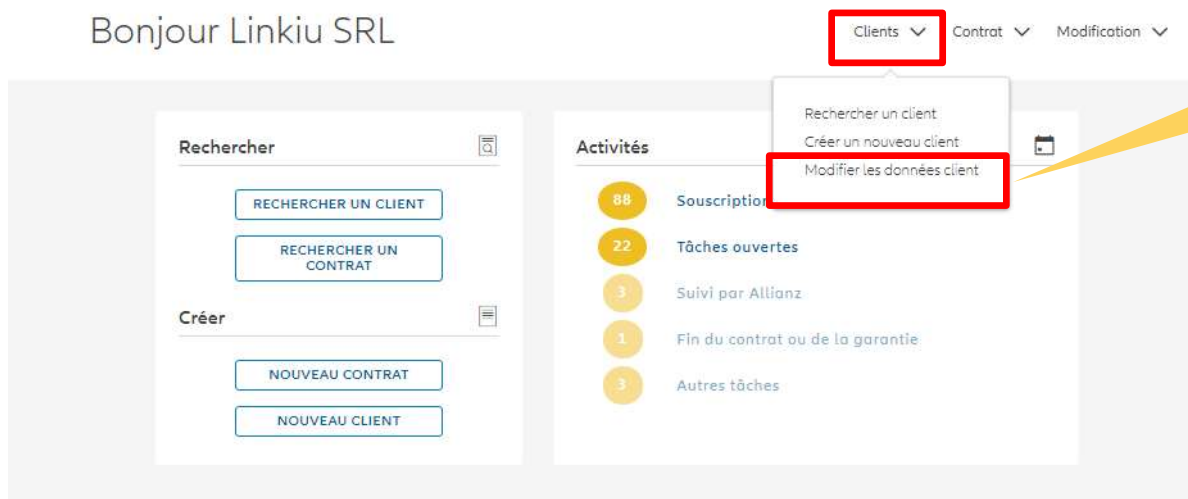 Bonjour Linkiu SRL
Clients
Contrat
Modification
Rechercher un client
Créer un nouveau client
Modifier les données client
Rechercher
RECHERCHER UN CLIENT
RECHERCHER UN
CONTRAT
Créer
NOUVEAU CONTRAT
NOUVEAU CLIENT
Activités
88 Souscription
22 Tâches ouvertes
3 Suivi par Allianz
1 Fin du contrat ou de la garantie
3 Autres tâches